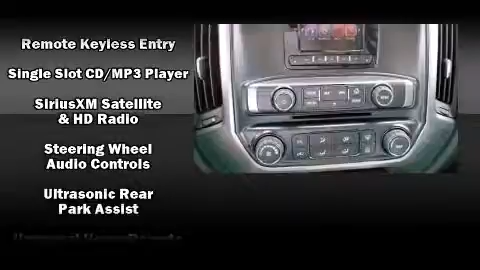 Remote Keyless Entry
Single Slot CD/MP3 Player
SiriusXM Satellite
& HD Radio
Steering Wheel
Audio Controls
Ultrasonic Rear
Park Assist